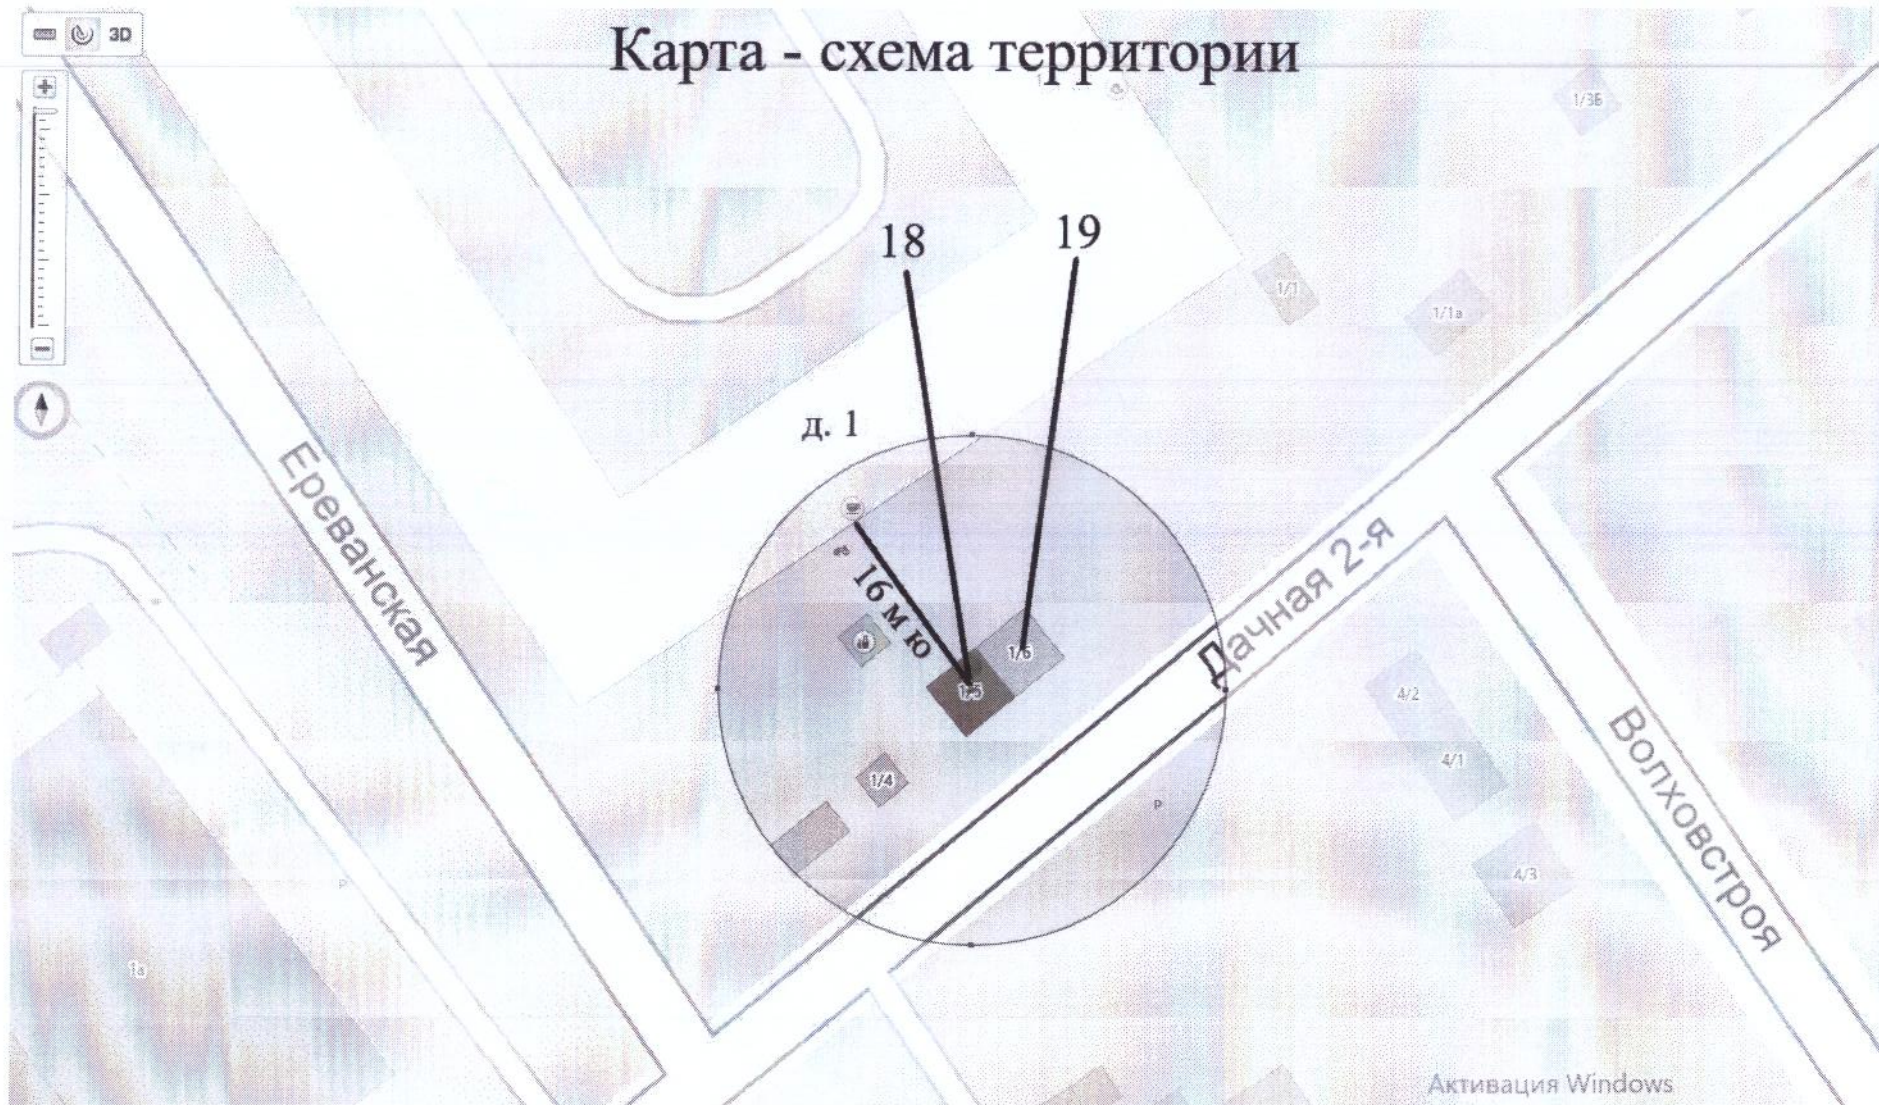 3D
Карта - схема территории
1/3Б
18
19
1/1
1/1а
д. 1
Ереванская
16 м ю
Дачная 2-я
1/6
1/5
4/2
1/4
4/1
Р
Волховстроя
4/3
Р
1а
Активация Windows